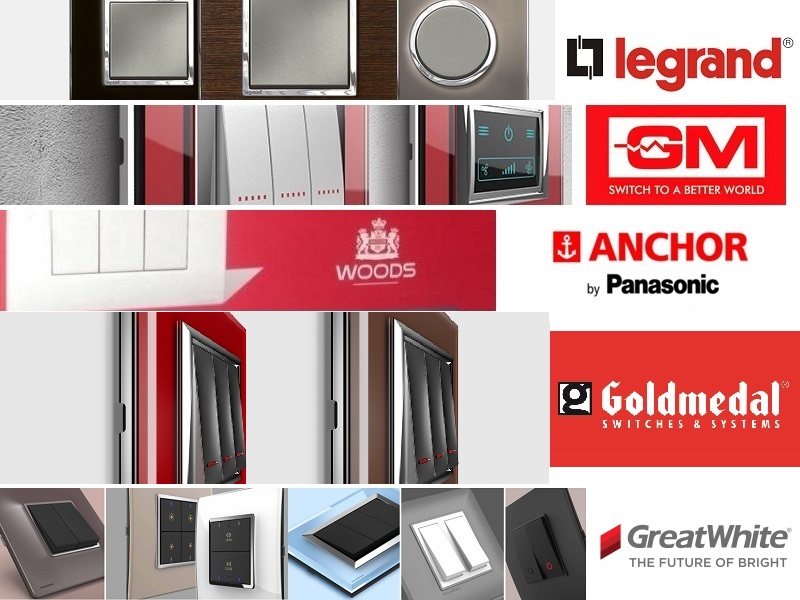 legrand®
GM
SWITCH TO A BETTER WORLD
WOODS
ANCHOR
by Panasonic
g Goldmedal®
SWITCHES & SYSTEMS
GreatWhite®
THE FUTURE OF BRIGHT